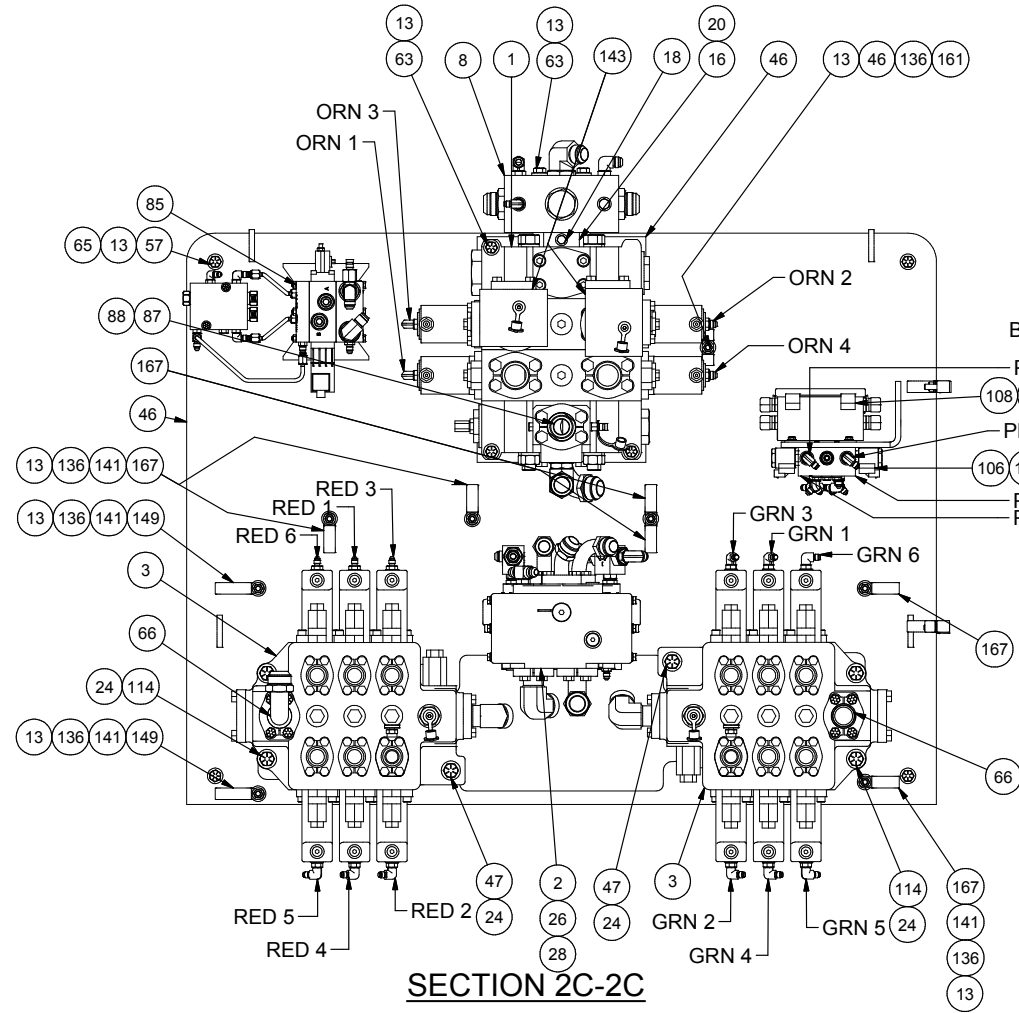 13
63
8
1
13
63
143
18
20
16
46
13 46 136 161
ORN 3
ORN 1
85
65 13 57
A
B
88 87
167
46
ORN 2
ORN 4
B
108
106
13 136 141 167
13 136 141 149
RED 3
RED 1
RED 6
GRN 3
GRN 1
GRN 6
3
167
66
24 114
13 136 141 149
66
RED 5
RED 4
RED 2
47
24
2
26
28
47
24
3
GRN 2
GRN 4
GRN 5
114
24
167
141
136
13
SECTION 2C-2C